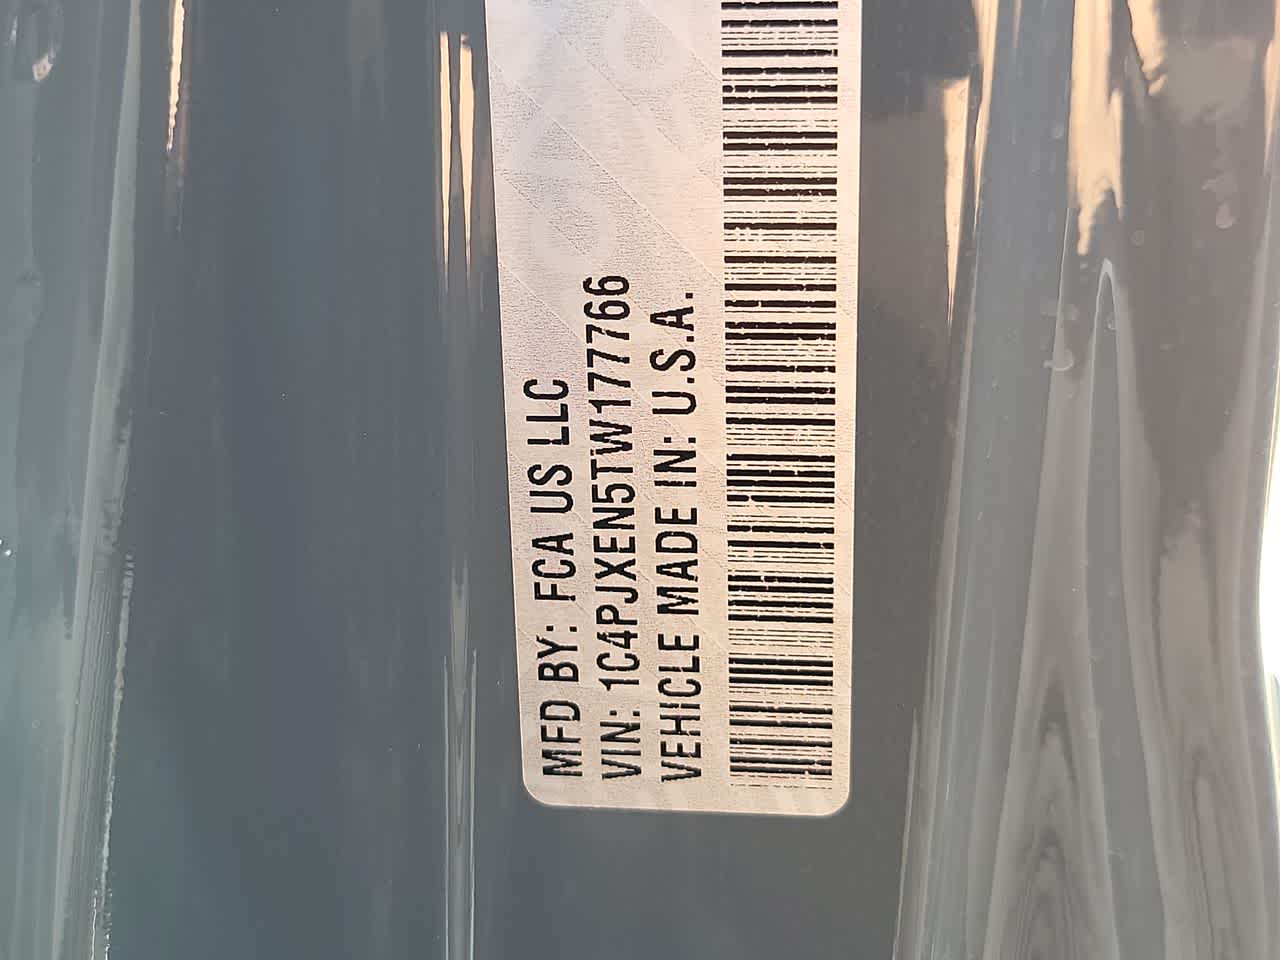 MFD BY: FCA US LLC
VIN: 1C4PJXEN5TW177766
VEHICLE MADE IN: U.S.A.